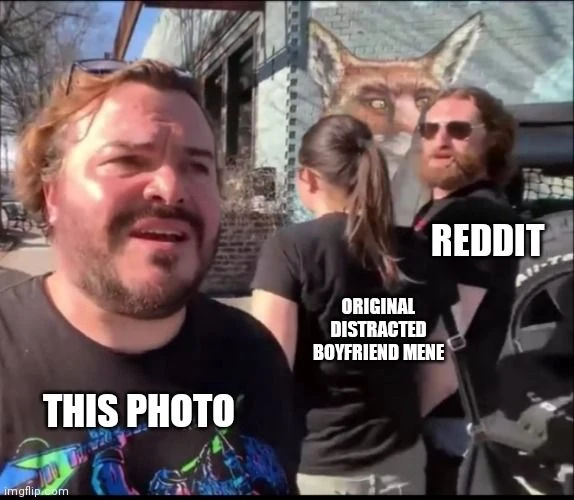 REDDIT
ORIGINAL
DISTRACTED
BOYFRIEND MENE
THIS PHOTO
imgflip.com